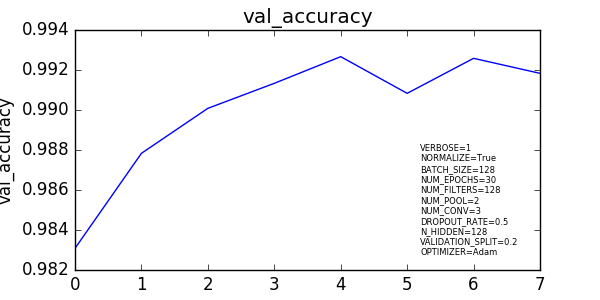 val_accuracy
0.994
0.992
0.990
0.988
0.986
0.984
0.982
val_accuracy
VERBOSE=1
NORMALIZE=True
BATCH_SIZE=128
NUM_EPOCHS=30
NUM_FILTERS=128
NUM_POOL=2
NUM_CONV=3
DROPOUT_RATE=0.5
N_HIDDEN=128
VALIDATION_SPLIT=0.2
OPTIMIZER=Adam
0 1 2 3 4 5 6 7